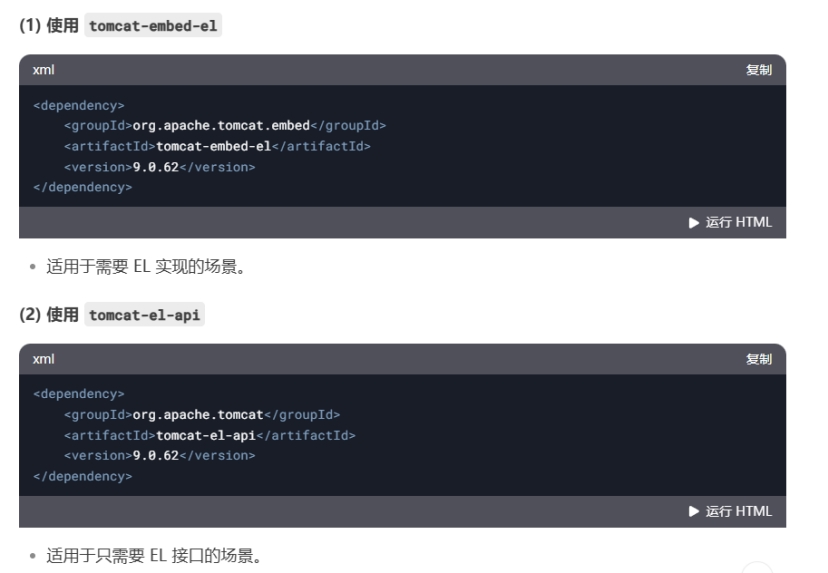 (1) 使用 tomcat-embed-el
xml 复制
<dependency>
    <groupId>org.apache.tomcat.embed</groupId>
    <artifactId>tomcat-embed-el</artifactId>
    <version>9.0.62</version>
</dependency>
▶ 运行 HTML
• 适用于需要 EL 实现的场景。
(2) 使用 tomcat-el-api
xml 复制
<dependency>
    <groupId>org.apache.tomcat</groupId>
    <artifactId>tomcat-el-api</artifactId>
    <version>9.0.62</version>
</dependency>
▶ 运行 HTML
• 适用于只需要 EL 接口的场景。